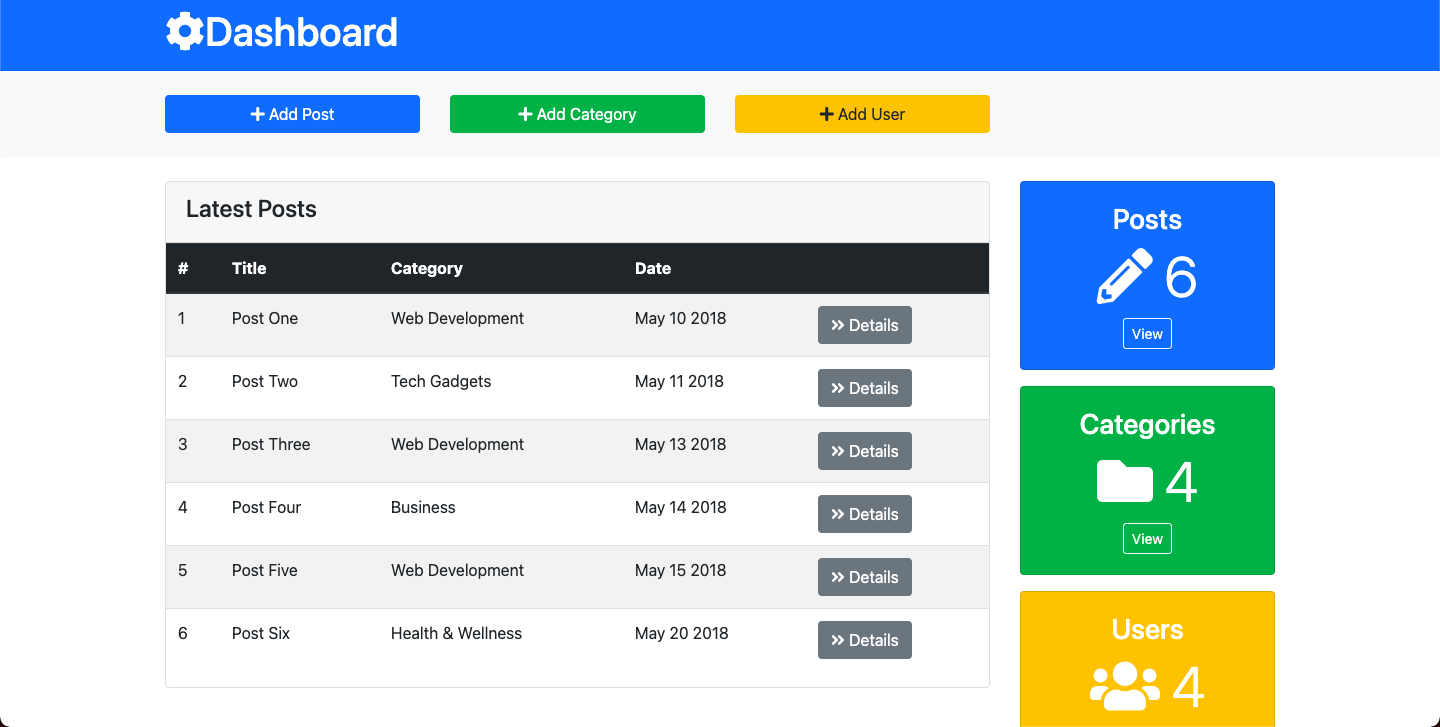 Dashboard
Add Post
Add Category
Add User
Latest Posts
# Title Category Date
1 Post One Web Development May 10 2018 Details
2 Post Two Tech Gadgets May 11 2018 Details
3 Post Three Web Development May 13 2018 Details
4 Post Four Business May 14 2018 Details
5 Post Five Web Development May 15 2018 Details
6 Post Six Health & Wellness May 20 2018 Details
Posts
6
View
Categories
4
View
Users
4